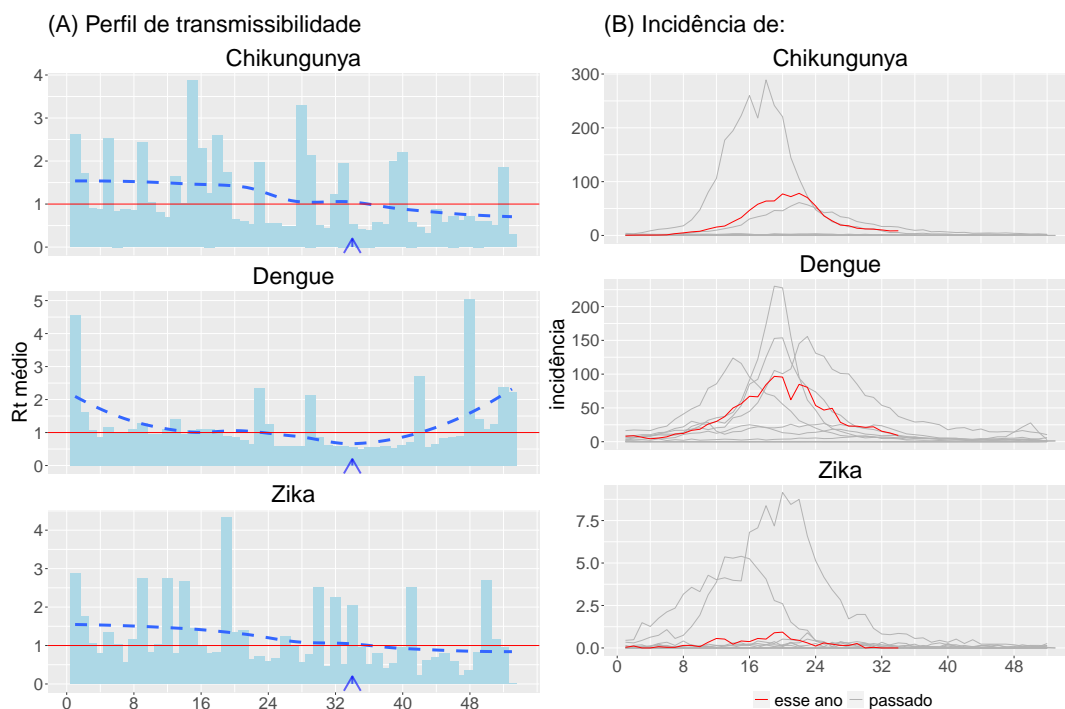 (A) Perfil de transmissibilidade
Chikungunya
4
3
2
1
0
Dengue
5
4
3
2
1
0
Zika
4
3
2
1
0
0 8 16 24 32 40 48
Rt médio
(B) Incidência de:
Chikungunya
300
200
100
0
Dengue
200
150
100
50
0
Zika
7.5
5.0
2.5
0.0
0 8 16 24 32 40 48
incidência
esse ano passado